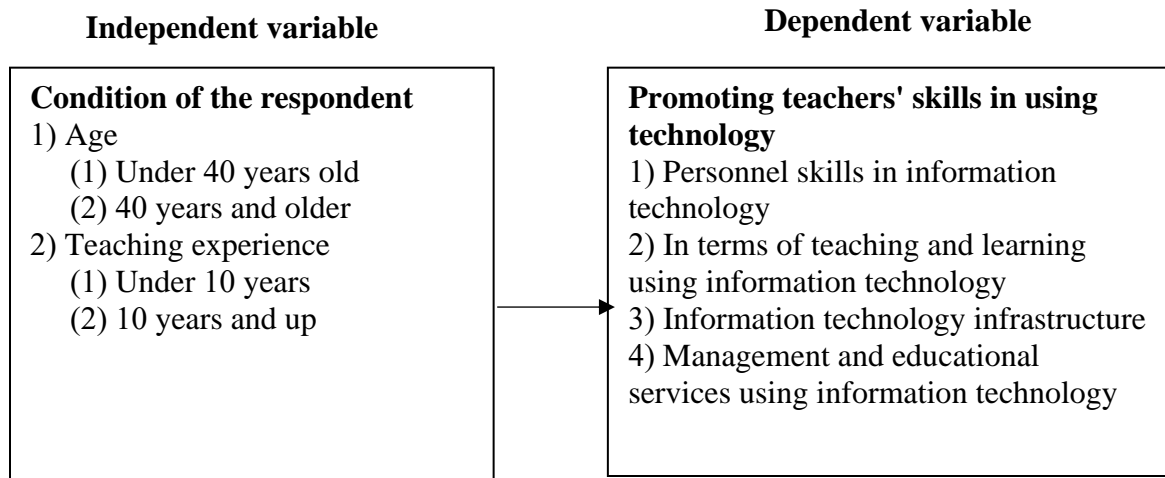 Independent variable
Condition of the respondent
1) Age
(1) Under 40 years old
(2) 40 years and older
2) Teaching experience
(1) Under 10 years
(2) 10 years and up
Dependent variable
Promoting teachers' skills in using
technology
1) Personnel skills in information
technology
2) In terms of teaching and learning
using information technology
3) Information technology infrastructure
4) Management and educational
services using information technology